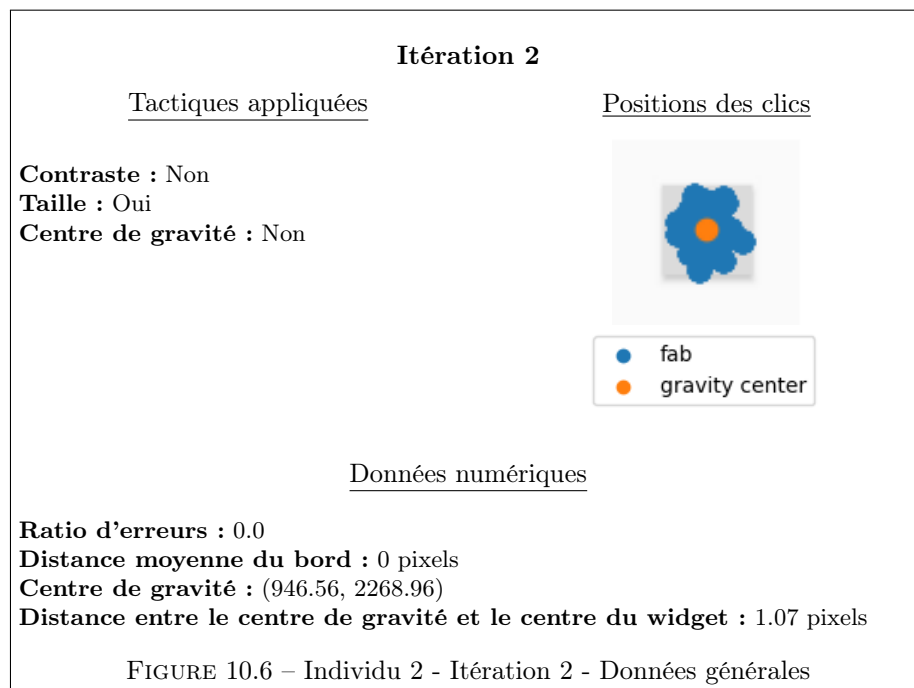 Itération 2
Tactiques appliquées
Contraste : Non
Taille : Oui
Centre de gravité : Non
Positions des clics
fab
gravity center
Données numériques
Ratio d'erreurs : 0.0
Distance moyenne du bord : 0 pixels
Centre de gravité : (946.56, 2268.96)
Distance entre le centre de gravité et le centre du widget : 1.07 pixels
FIGURE 10.6 – Individu 2 - Itération 2 - Données générales